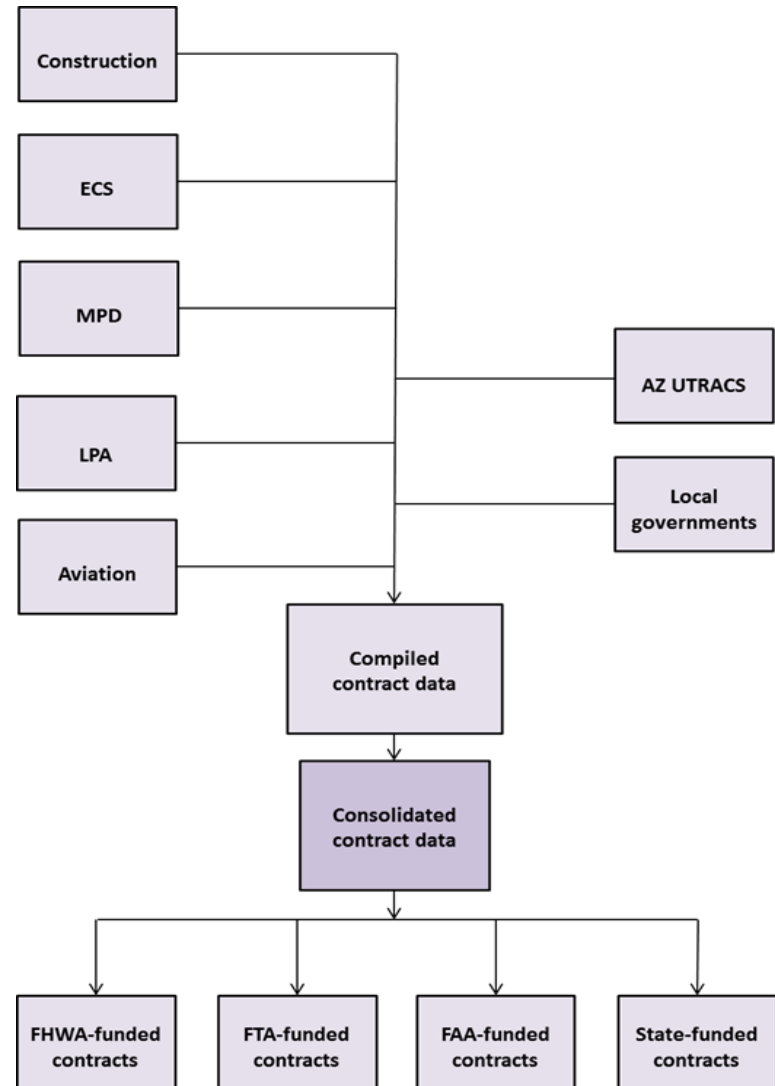 Construction
ECS
MPD
AZ UTRACS
LPA
Local
governments
Aviation
Compiled
contract data
Consolidated
contract data
FHWA-funded
contracts
FTA-funded
contracts
FAA-funded
contracts
State-funded
contracts